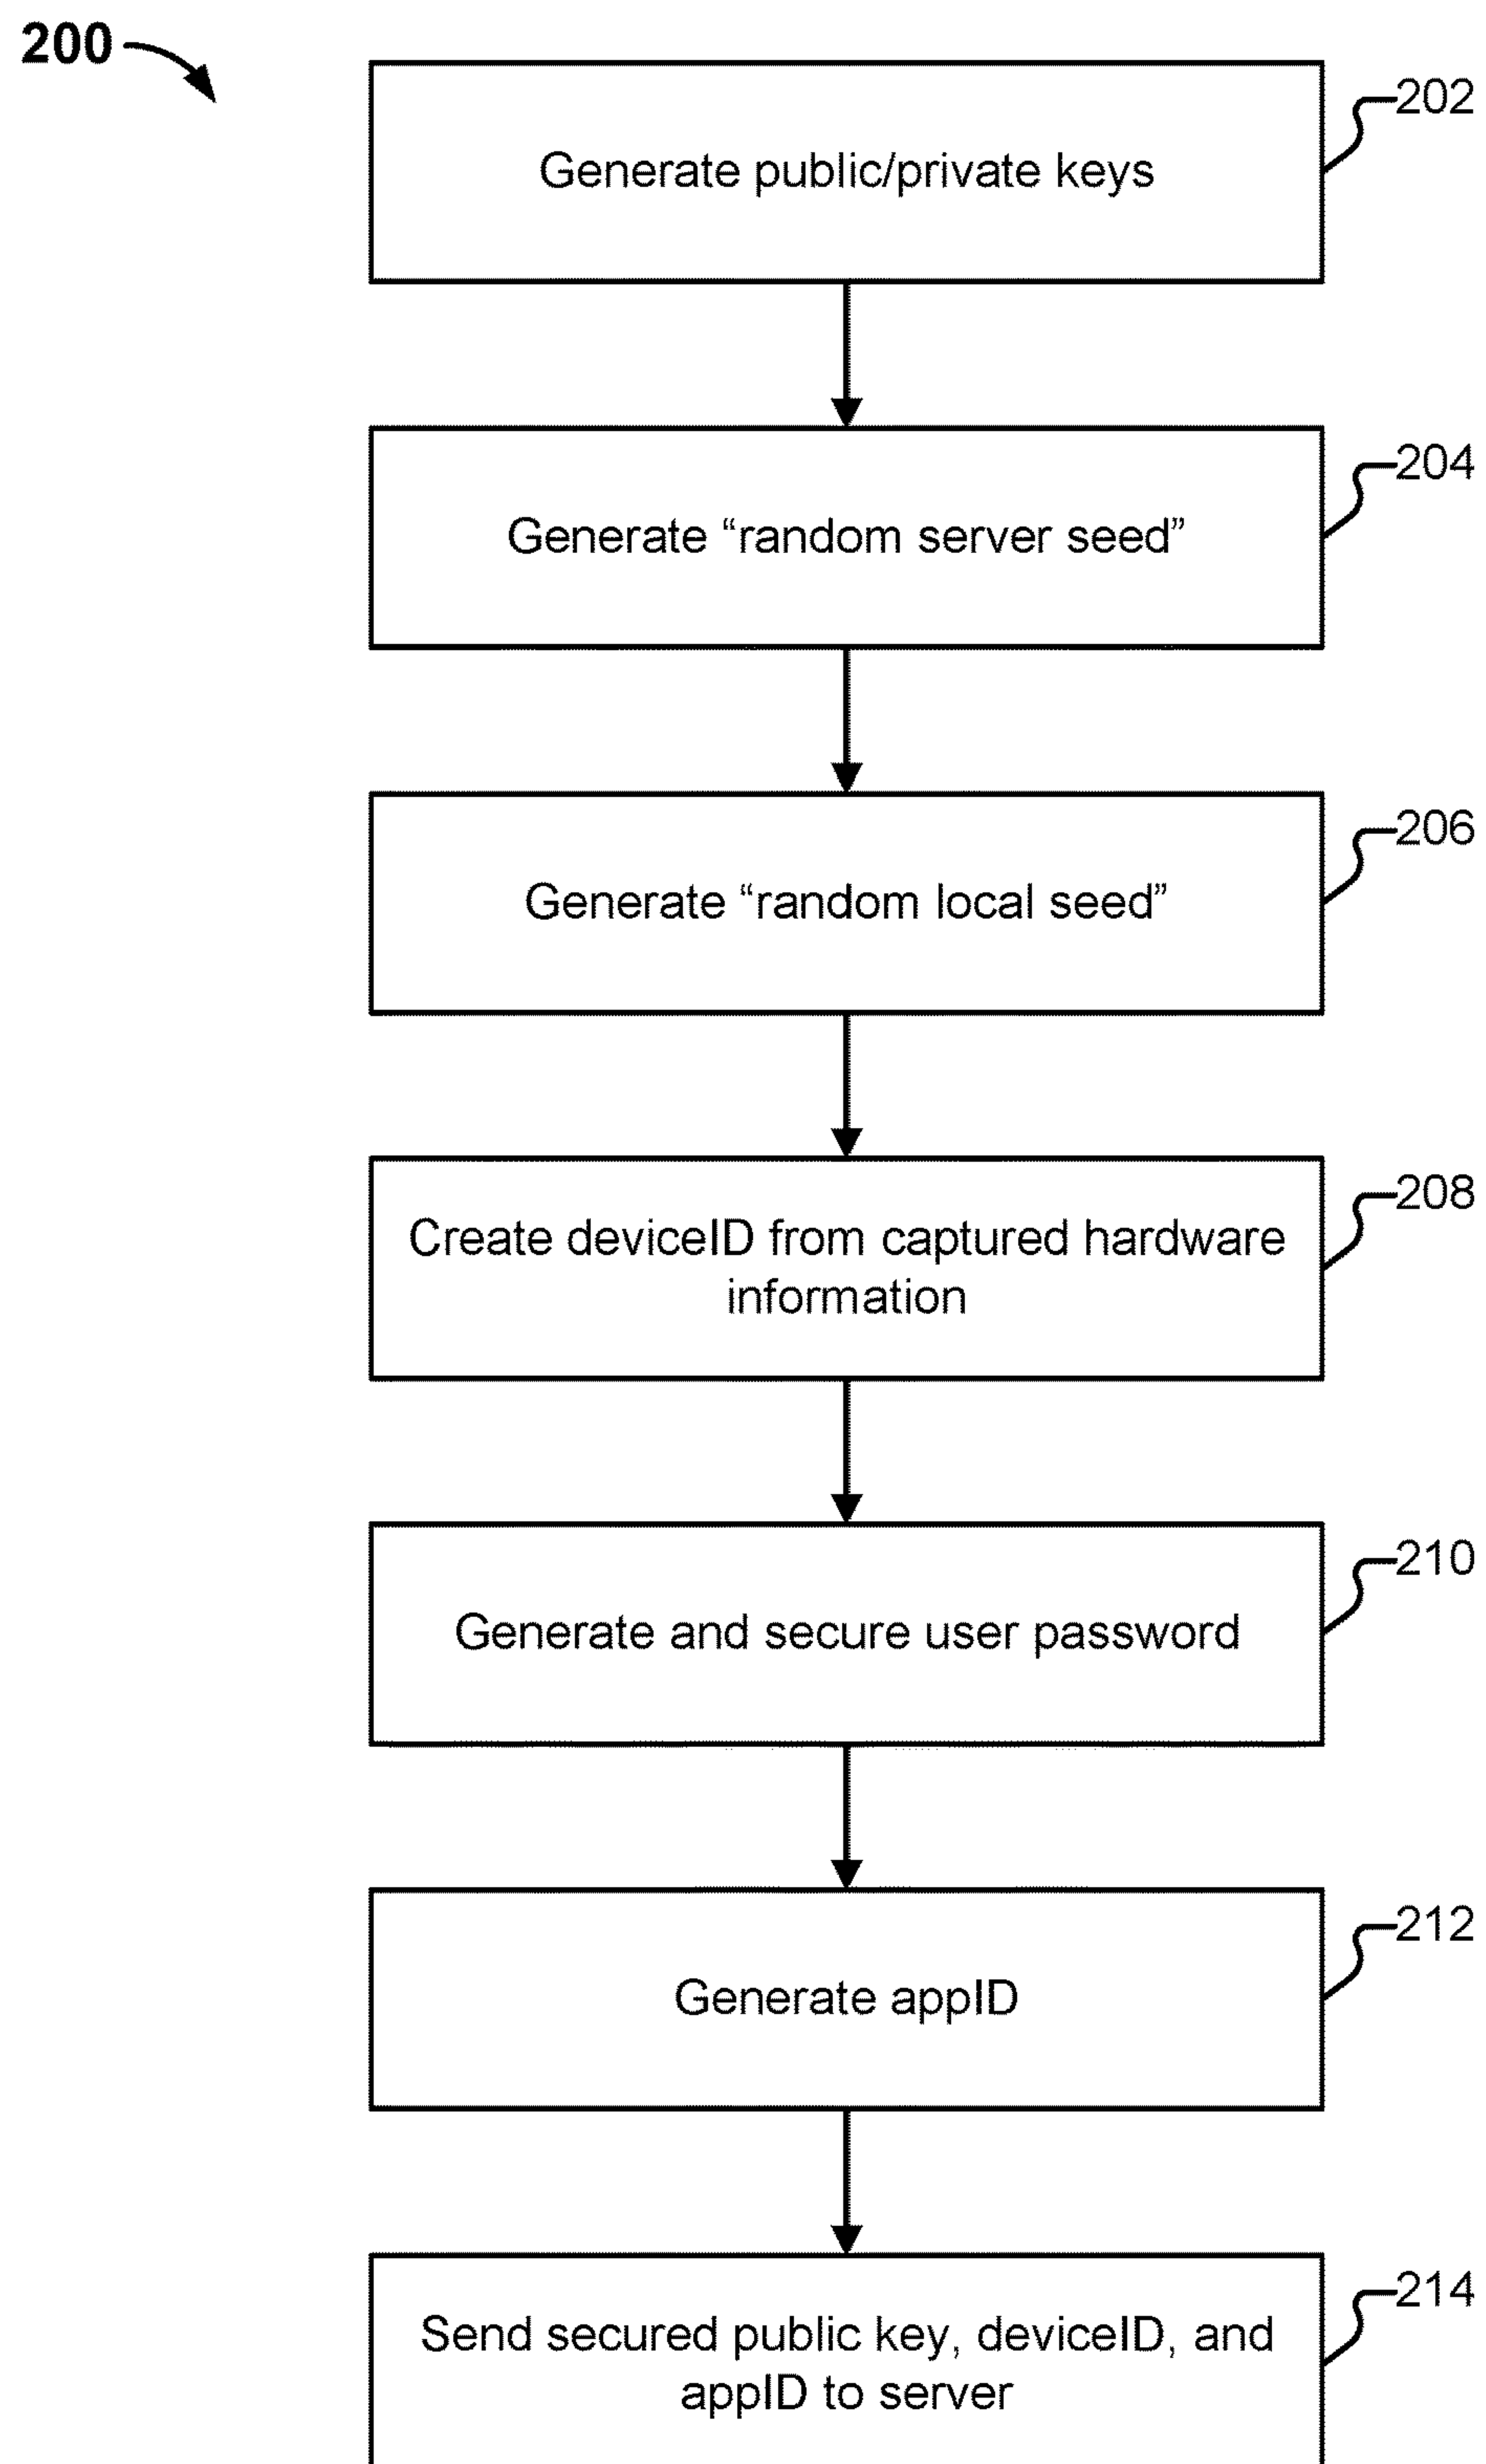 200
202
Generate public/private keys
204
Generate “random server seed”
206
Generate “random local seed”
208
Create deviceID from captured hardware
information
210
Generate and secure user password
212
Generate appID
214
Send secured public key, deviceID, and
appID to server